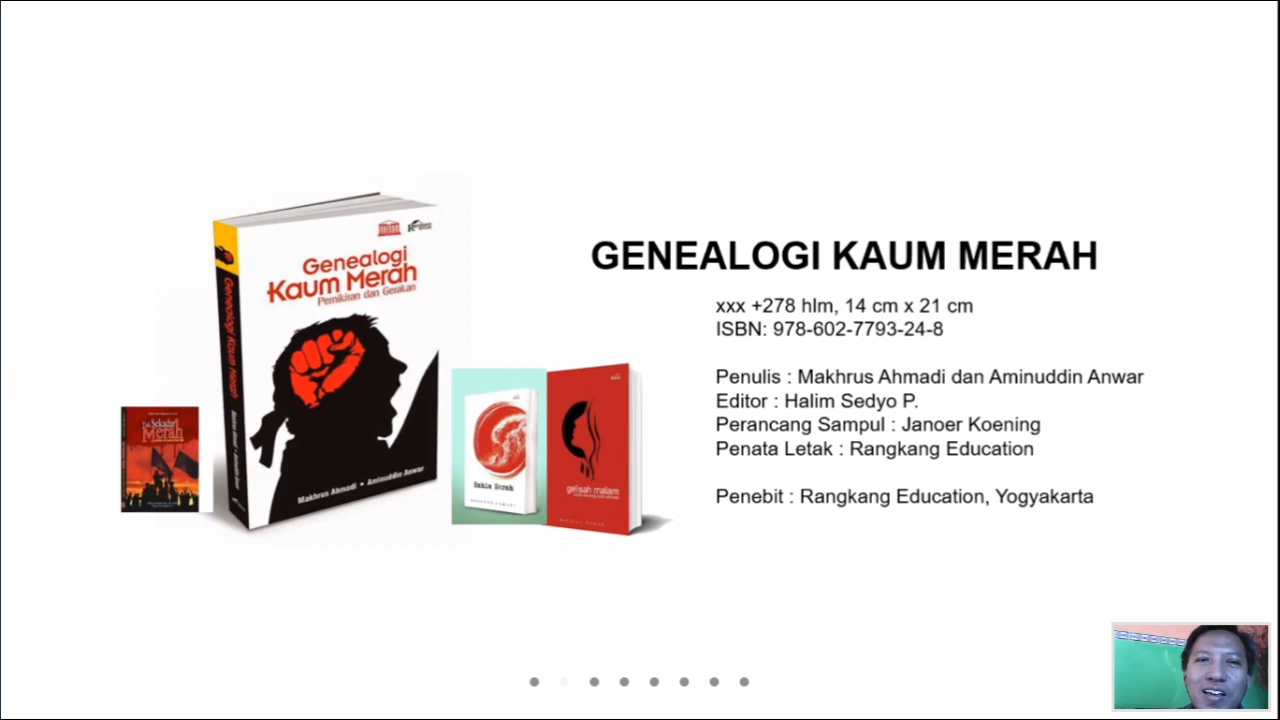 GENEALOGI KAUM MERAH
xxx +278 hlm, 14 cm x 21 cm
ISBN: 978-602-7793-24-8
Penulis : Makhrus Ahmadi dan Aminuddin Anwar
Editor : Halim Sedyo P.
Perancang Sampul : Janoer Koening
Penata Letak : Rangkang Education
Penebit : Rangkang Education, Yogyakarta
Genealogi
Kaum Merah
Pemikiran dan Gerakan
Makhrus Ahmadi • Aminuddin Anwar
Genealogi Kaum Merah
Sekadar
Merah
gelisah malam